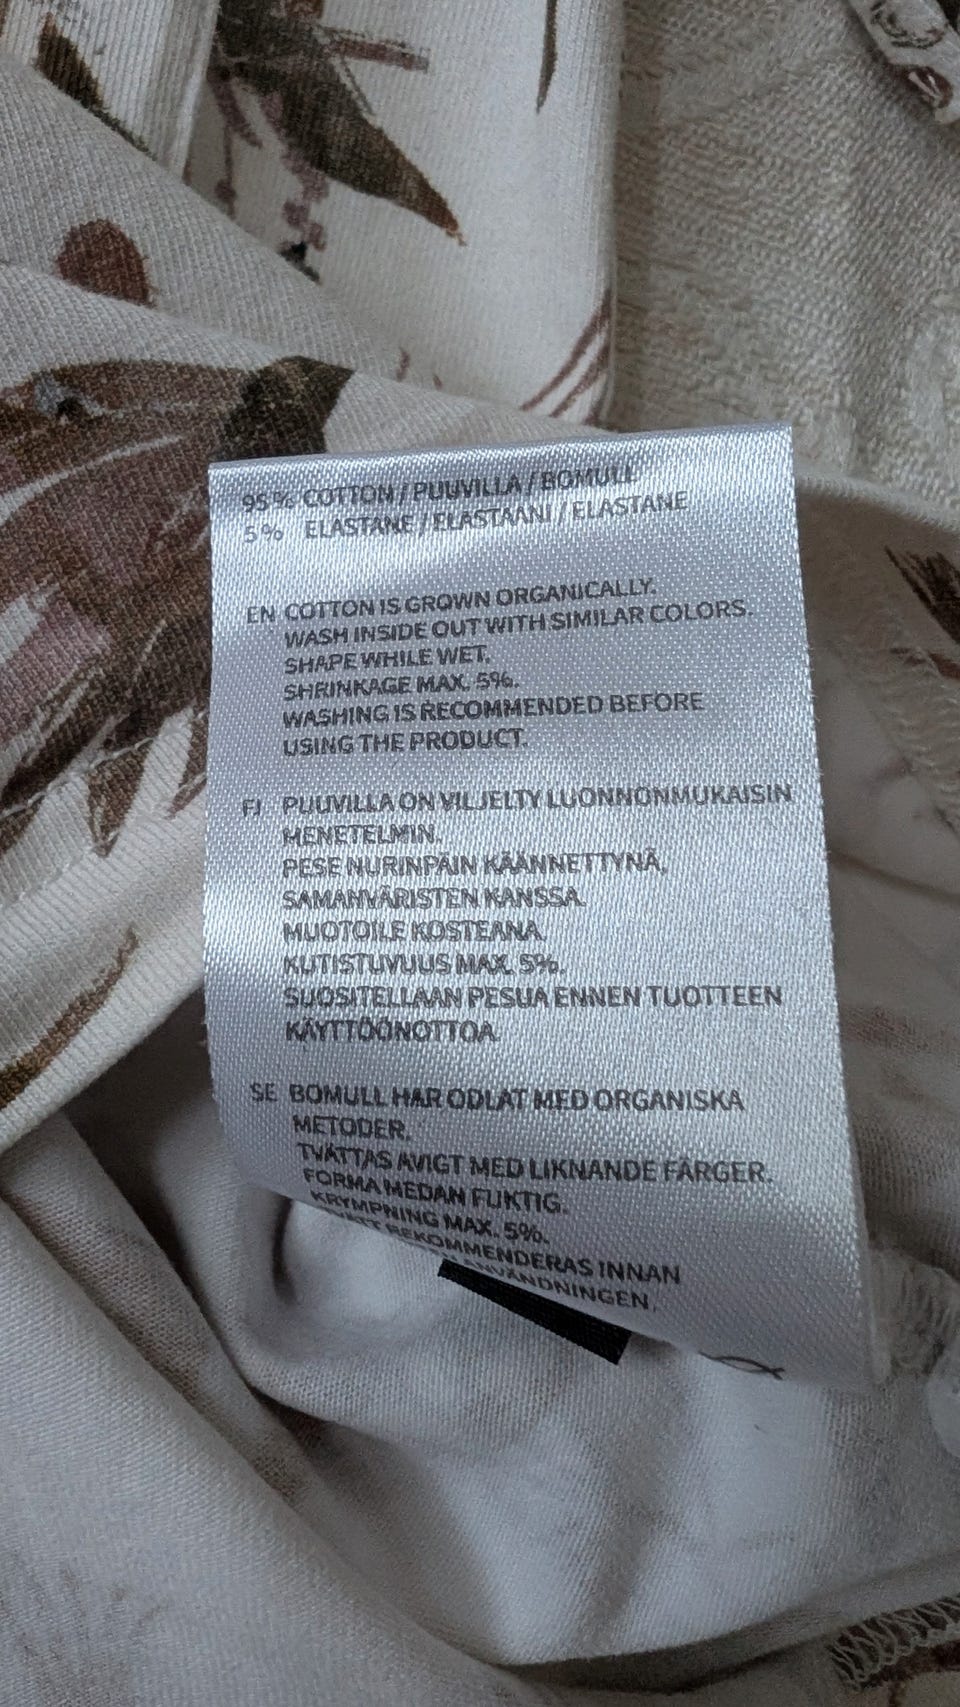 95% COTTON / PUUVILLA / BOMULL
5% ELASTANE / ELASTAANI / ELASTANE
EN COTTON IS GROWN ORGANICALLY.
WASH INSIDE OUT WITH SIMILAR COLORS.
SHAPE WHILE WET.
SHRINKAGE MAX. 5%.
WASHING IS RECOMMENDED BEFORE
USING THE PRODUCT.
FI PUUVILLA ON VILJELTY LUONNONMUKAISIN
MENETELMIN.
PESE NURINPÄIN KÄÄNNETTYNÄ,
SAMANVÄRISTEN KANSSA.
MUOTOILE KOSTEANA.
KUTISTUVUUS MAX. 5%.
SUOSITELLAAN PESUA ENNEN TUOTTEEN
KÄYTTÖÖNOTTOA.
SE BOMULL HAR ODLAT MED ORGANISKA
METODER.
TVÄTTAS AVIGT MED LIKNANDE FÄRGER.
FORMA MEDAN FUKTIG.
KRYMPNING MAX. 5%.
REKOMMENDERAS INNAN
ANVÄNDNINGEN.